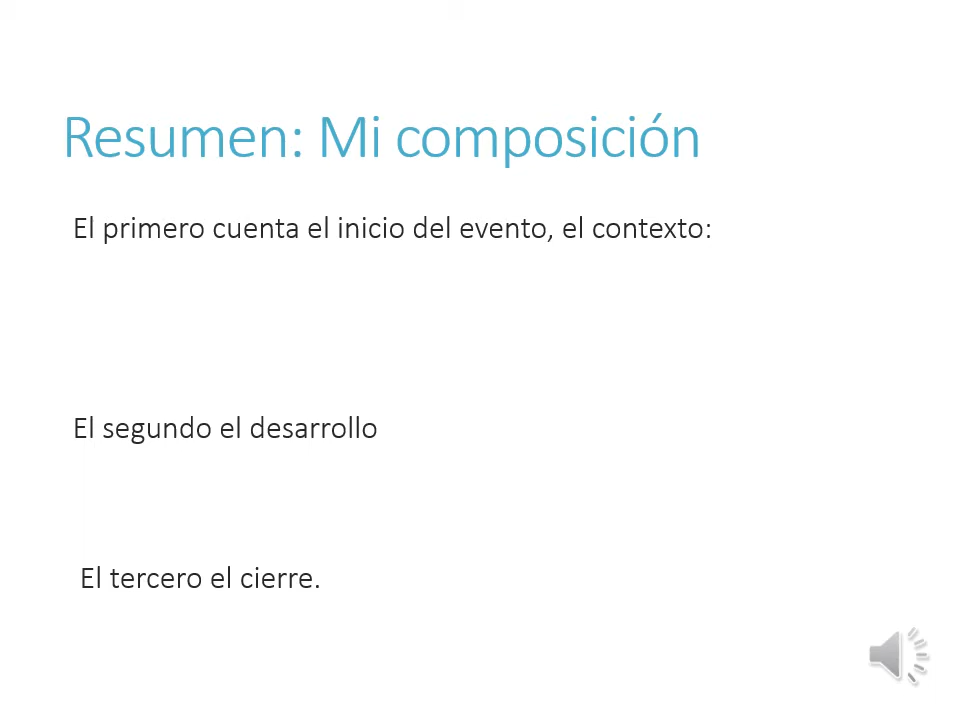 Resumen: Mi composición
El primero cuenta el inicio del evento, el contexto:
El segundo el desarrollo
El tercero el cierre.